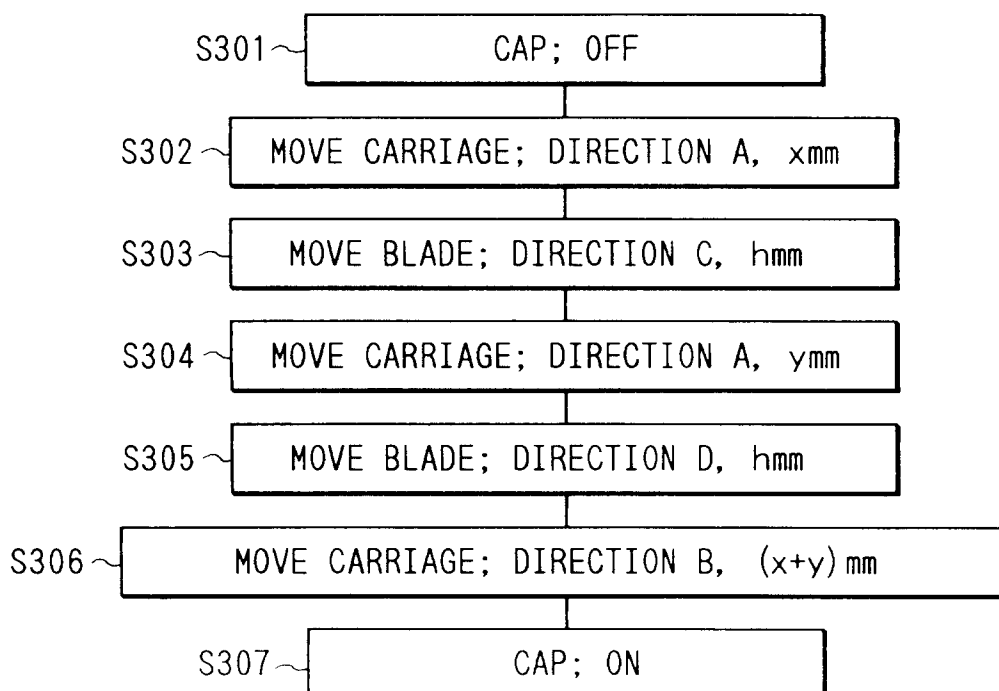 S301 CAP; OFF
S302 MOVE CARRIAGE; DIRECTION A, xmm
S303 MOVE BLADE; DIRECTION C, hmm
S304 MOVE CARRIAGE; DIRECTION A, ymm
S305 MOVE BLADE; DIRECTION D, hmm
S306 MOVE CARRIAGE; DIRECTION B, (x+y)mm
S307 CAP; ON